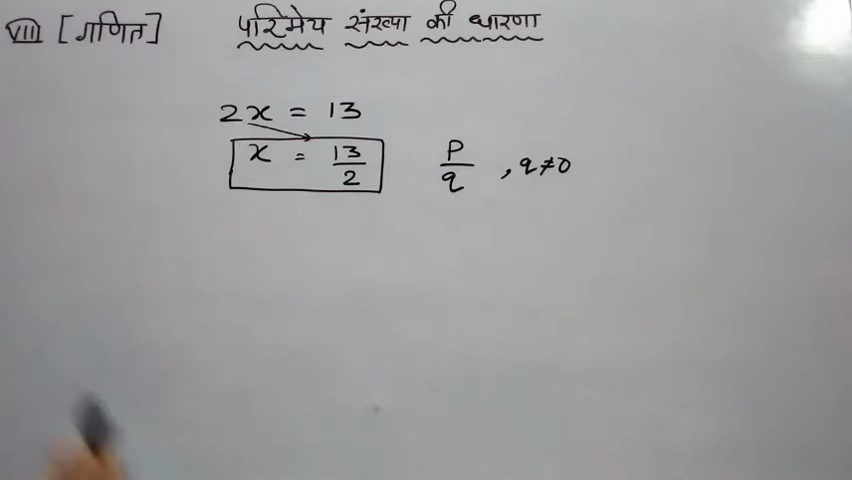 VIII [गणित] परिमेय संख्या की धारणा
2x = 13
x = 13/2 p/q , q≠0